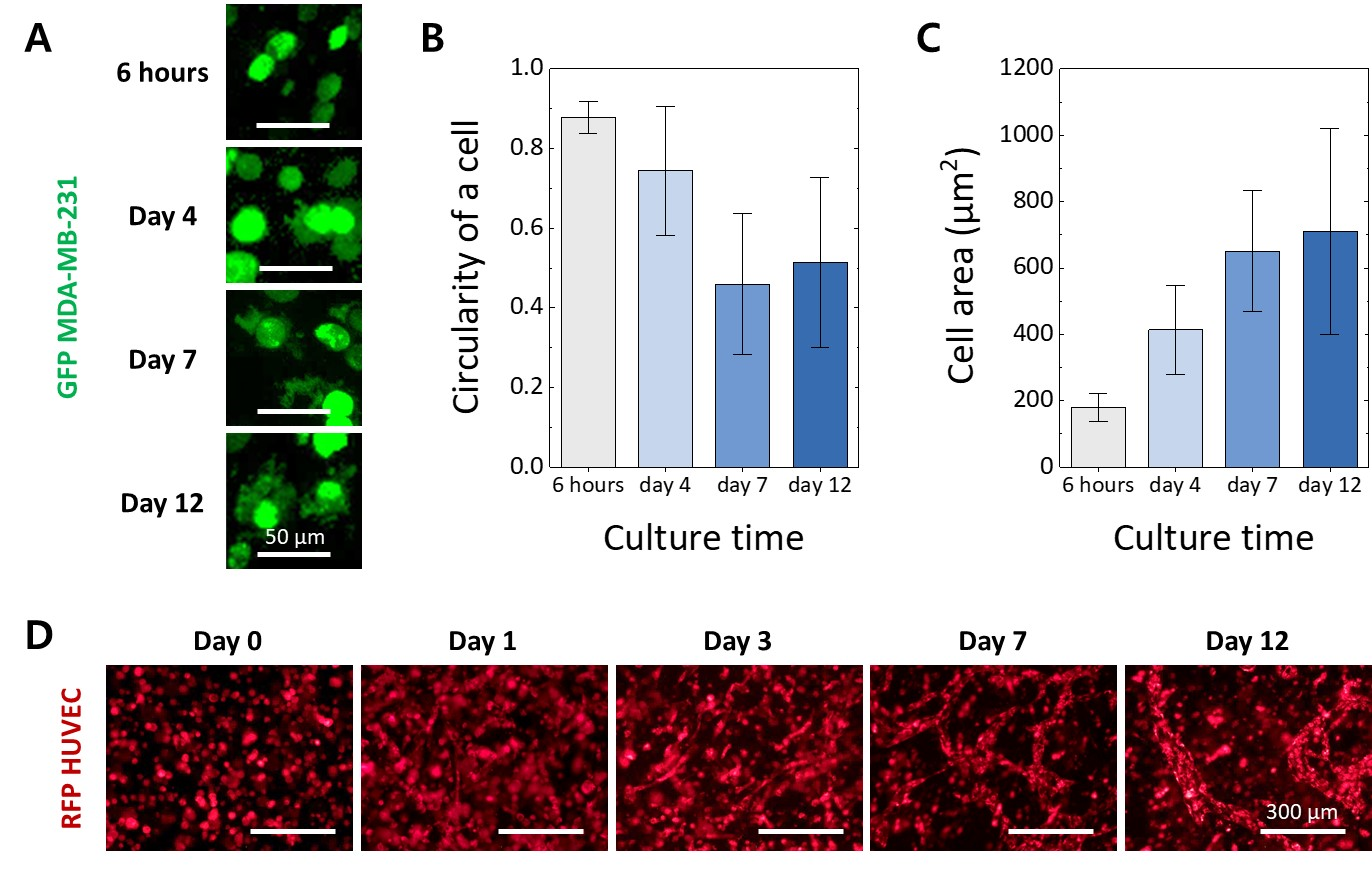 A
GFP MDA-MB-231
6 hours
Day 4
Day 7
Day 12
50 µm
B
Circularity of a cell
1.0
0.8
0.6
0.4
0.2
0.0
6 hours day 4 day 7 day 12
Culture time
C
Cell area (µm²)
1200
1000
800
600
400
200
0
6 hours day 4 day 7 day 12
Culture time
D
RFP HUVEC
Day 0 Day 1 Day 3 Day 7 Day 12
300 µm